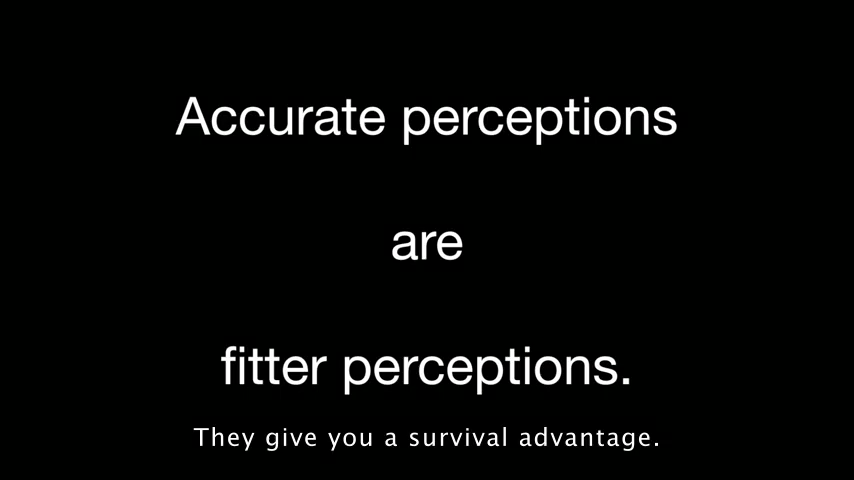 Accurate perceptions
are
fitter perceptions.
They give you a survival advantage.